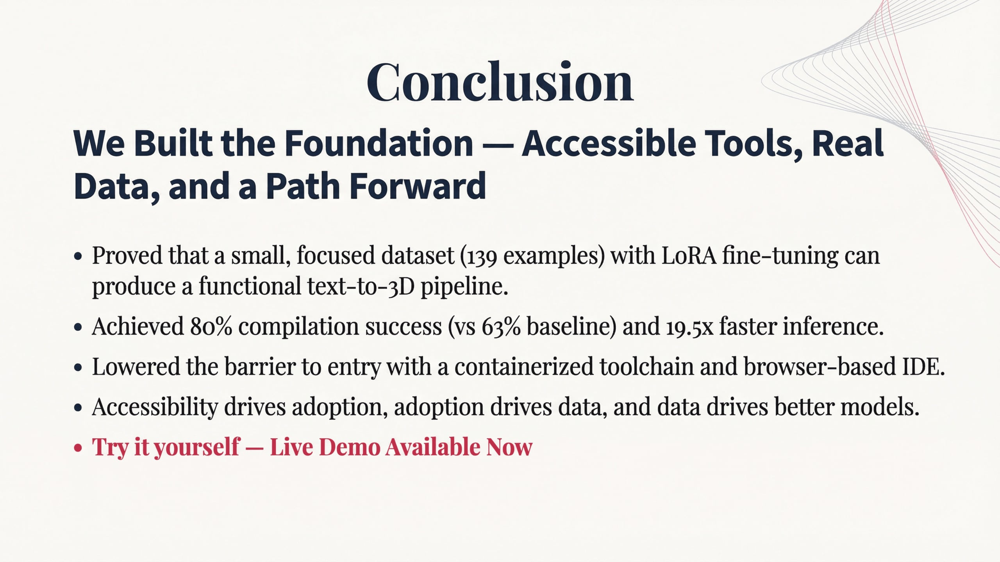 Conclusion
We Built the Foundation — Accessible Tools, Real
Data, and a Path Forward
• Proved that a small, focused dataset (139 examples) with LoRA fine-tuning can
produce a functional text-to-3D pipeline.
• Achieved 80% compilation success (vs 63% baseline) and 19.5x faster inference.
• Lowered the barrier to entry with a containerized toolchain and browser-based IDE.
• Accessibility drives adoption, adoption drives data, and data drives better models.
• Try it yourself — Live Demo Available Now